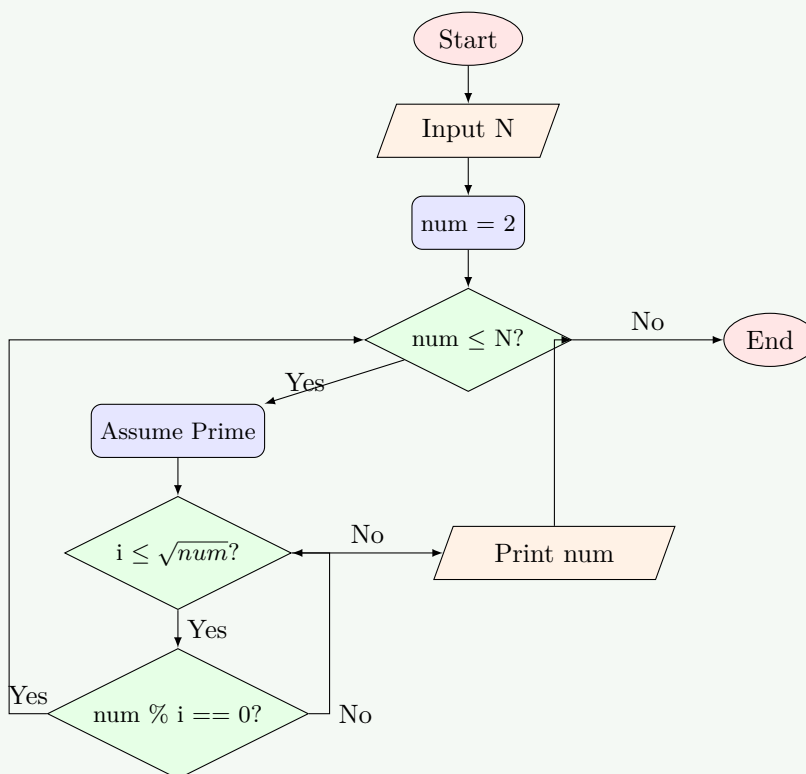 Start
Input N
num = 2
num ≤ N?
No
End
Yes
Assume Prime
i ≤ √num?
No
Print num
Yes
num % i == 0?
Yes
No